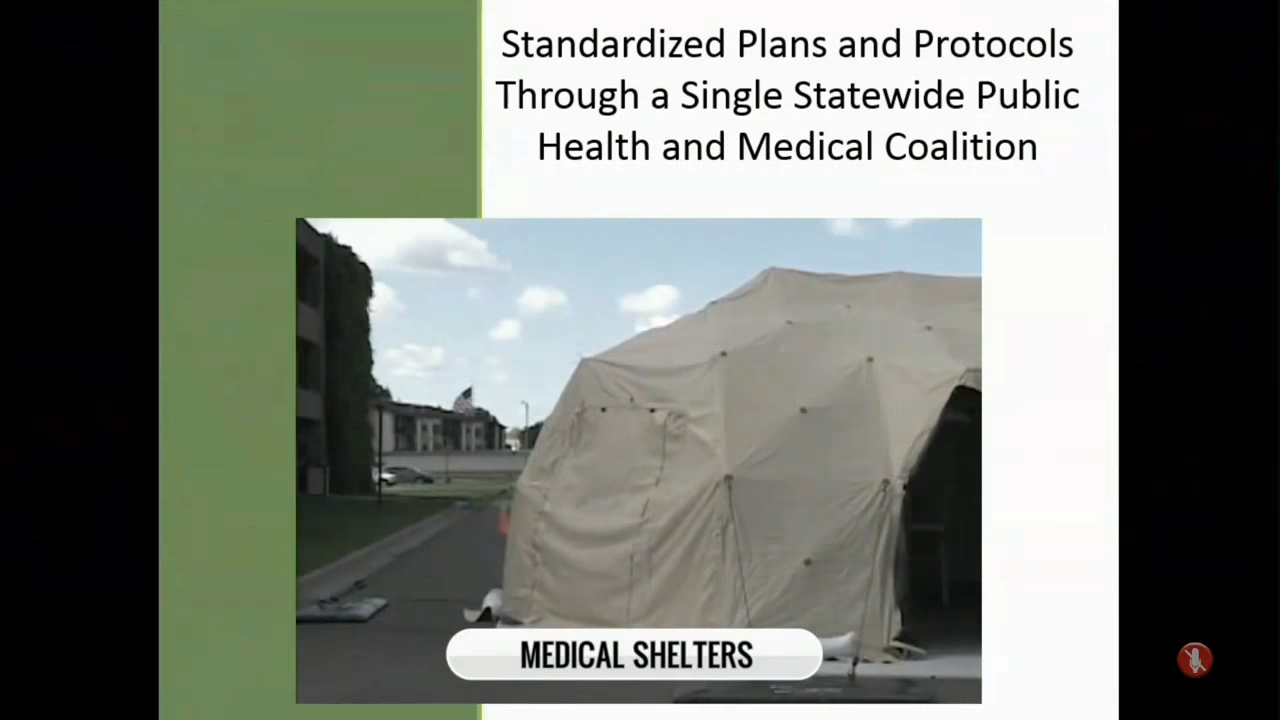 Standardized Plans and Protocols
Through a Single Statewide Public
Health and Medical Coalition
MEDICAL SHELTERS